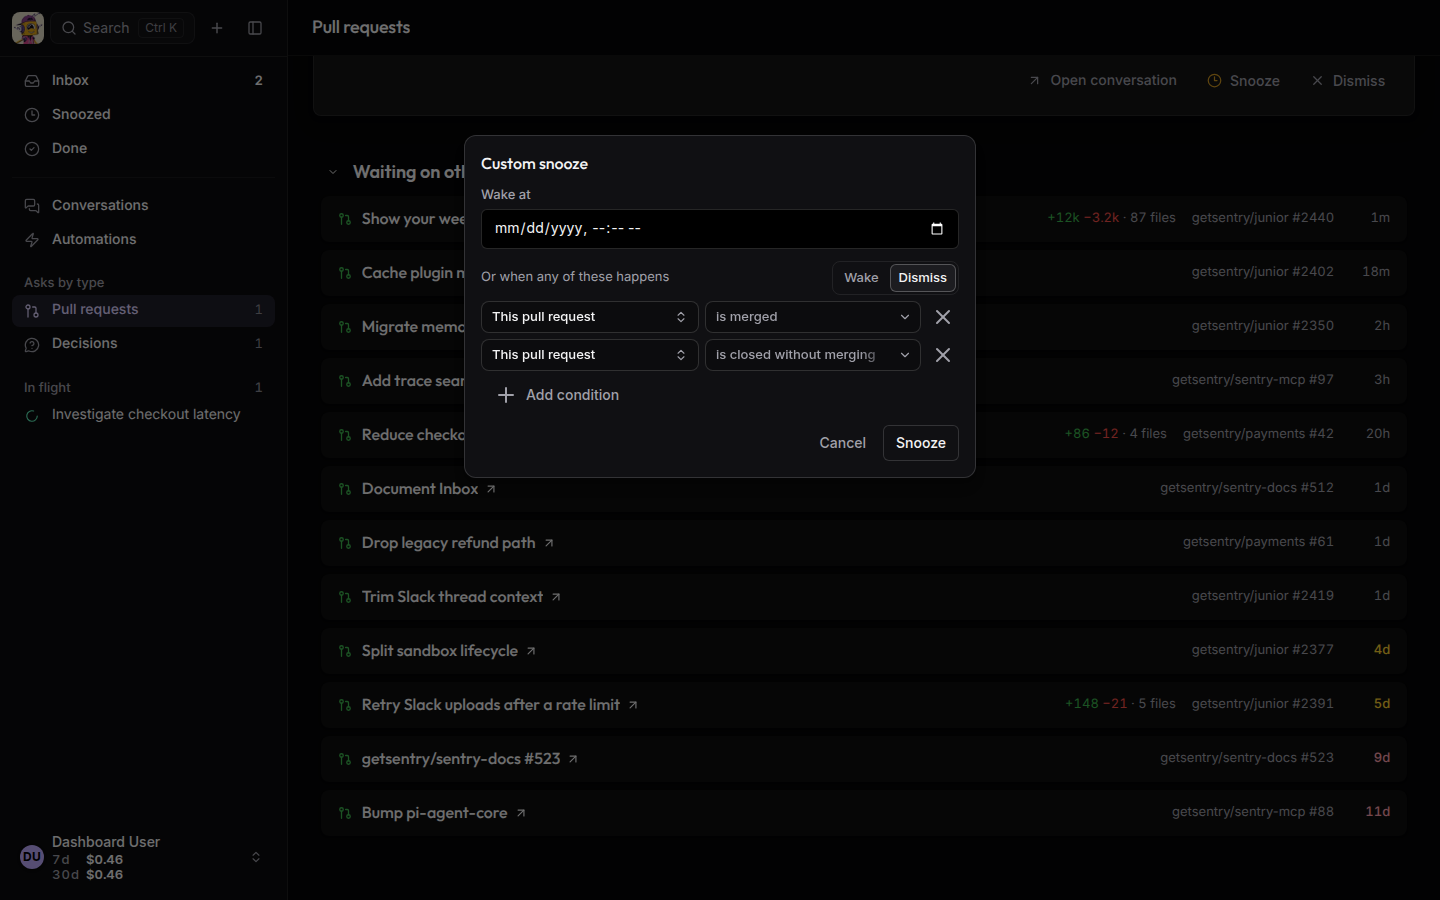 Search Ctrl K
Pull requests
Inbox 2
Snoozed
Done
Conversations
Automations
Asks by type
Pull requests 1
Decisions 1
In flight 1
Investigate checkout latency
Dashboard User
DU
7d $0.46
30d $0.46
Open conversation Snooze Dismiss
Waiting on
Show your +12k −3.2k · 87 files getsentry/junior #2440 1m
Cache plugin getsentry/junior #2402 18m
Migrate getsentry/junior #2350 2h
Add trace getsentry/sentry-mcp #97 3h
Reduce +86 −12 · 4 files getsentry/payments #42 20h
Document Inbox getsentry/sentry-docs #512 1d
Drop legacy refund path getsentry/payments #61 1d
Trim Slack thread context getsentry/junior #2419 1d
Split sandbox lifecycle getsentry/junior #2377 4d
Retry Slack uploads after a rate limit +148 −21 · 5 files getsentry/junior #2391 5d
getsentry/sentry-docs #523 getsentry/sentry-docs #523 9d
Bump pi-agent-core getsentry/sentry-mcp #88 11d
Custom snooze
Wake at
mm/dd/yyyy, --:-- --
Or when any of these happens Wake Dismiss
This pull request is merged
This pull request is closed without merging
Add condition
Cancel Snooze